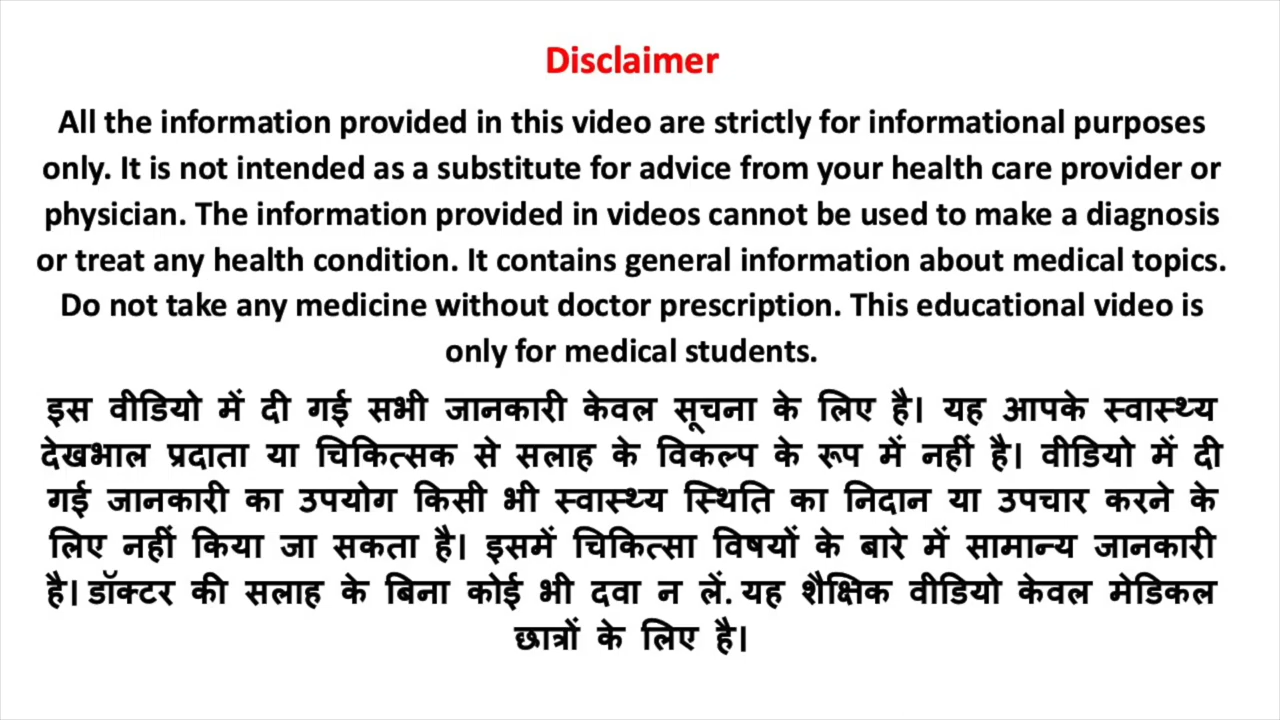 Disclaimer
All the information provided in this video are strictly for informational purposes
only. It is not intended as a substitute for advice from your health care provider or
physician. The information provided in videos cannot be used to make a diagnosis
or treat any health condition. It contains general information about medical topics.
Do not take any medicine without doctor prescription. This educational video is
only for medical students.
इस वीडियो में दी गई सभी जानकारी केवल सूचना के लिए है। यह आपके स्वास्थ्य
देखभाल प्रदाता या चिकित्सक से सलाह के विकल्प के रूप में नहीं है। वीडियो में दी
गई जानकारी का उपयोग किसी भी स्वास्थ्य स्थिति का निदान या उपचार करने के
लिए नहीं किया जा सकता है। इसमें चिकित्सा विषयों के बारे में सामान्य जानकारी
है। डॉक्टर की सलाह के बिना कोई भी दवा न लें. यह शैक्षिक वीडियो केवल मेडिकल
छात्रों के लिए है।